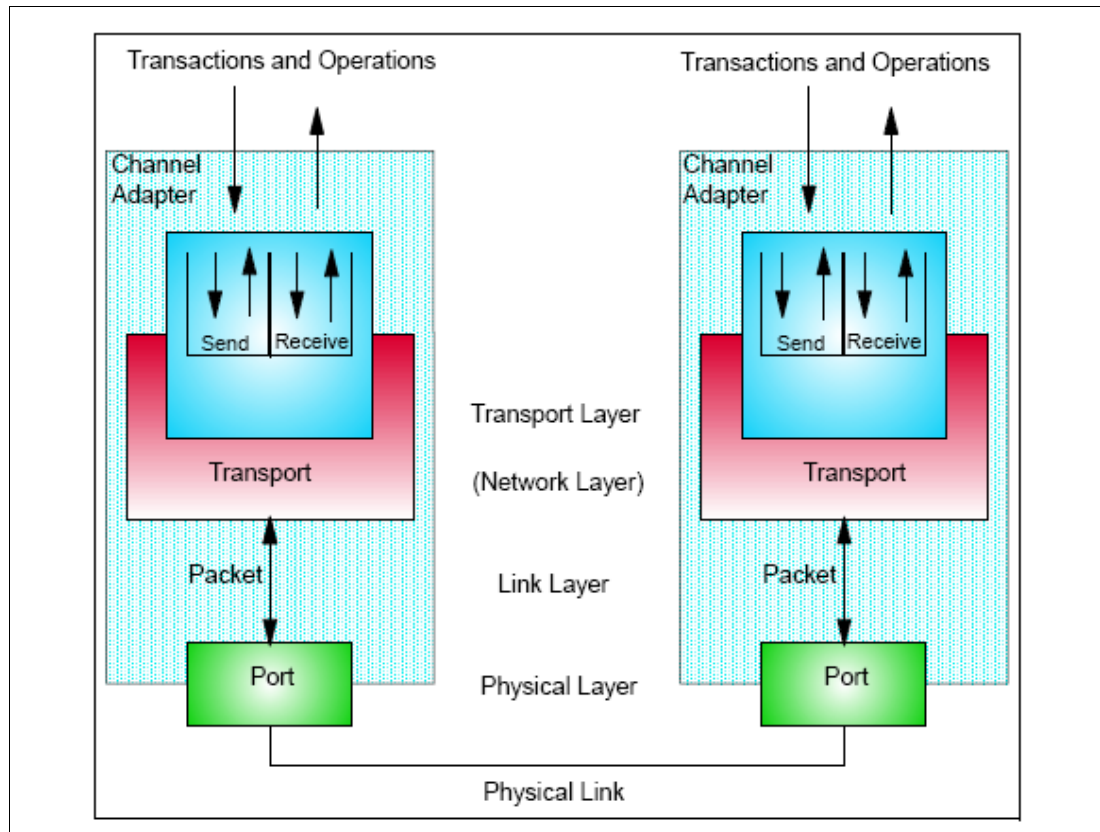 Transactions and Operations
Transactions and Operations
Channel
Adapter
Channel
Adapter
Send
Receive
Send
Receive
Transport Layer
Transport
(Network Layer)
Transport
Packet
Link Layer
Packet
Port
Physical Layer
Port
Physical Link